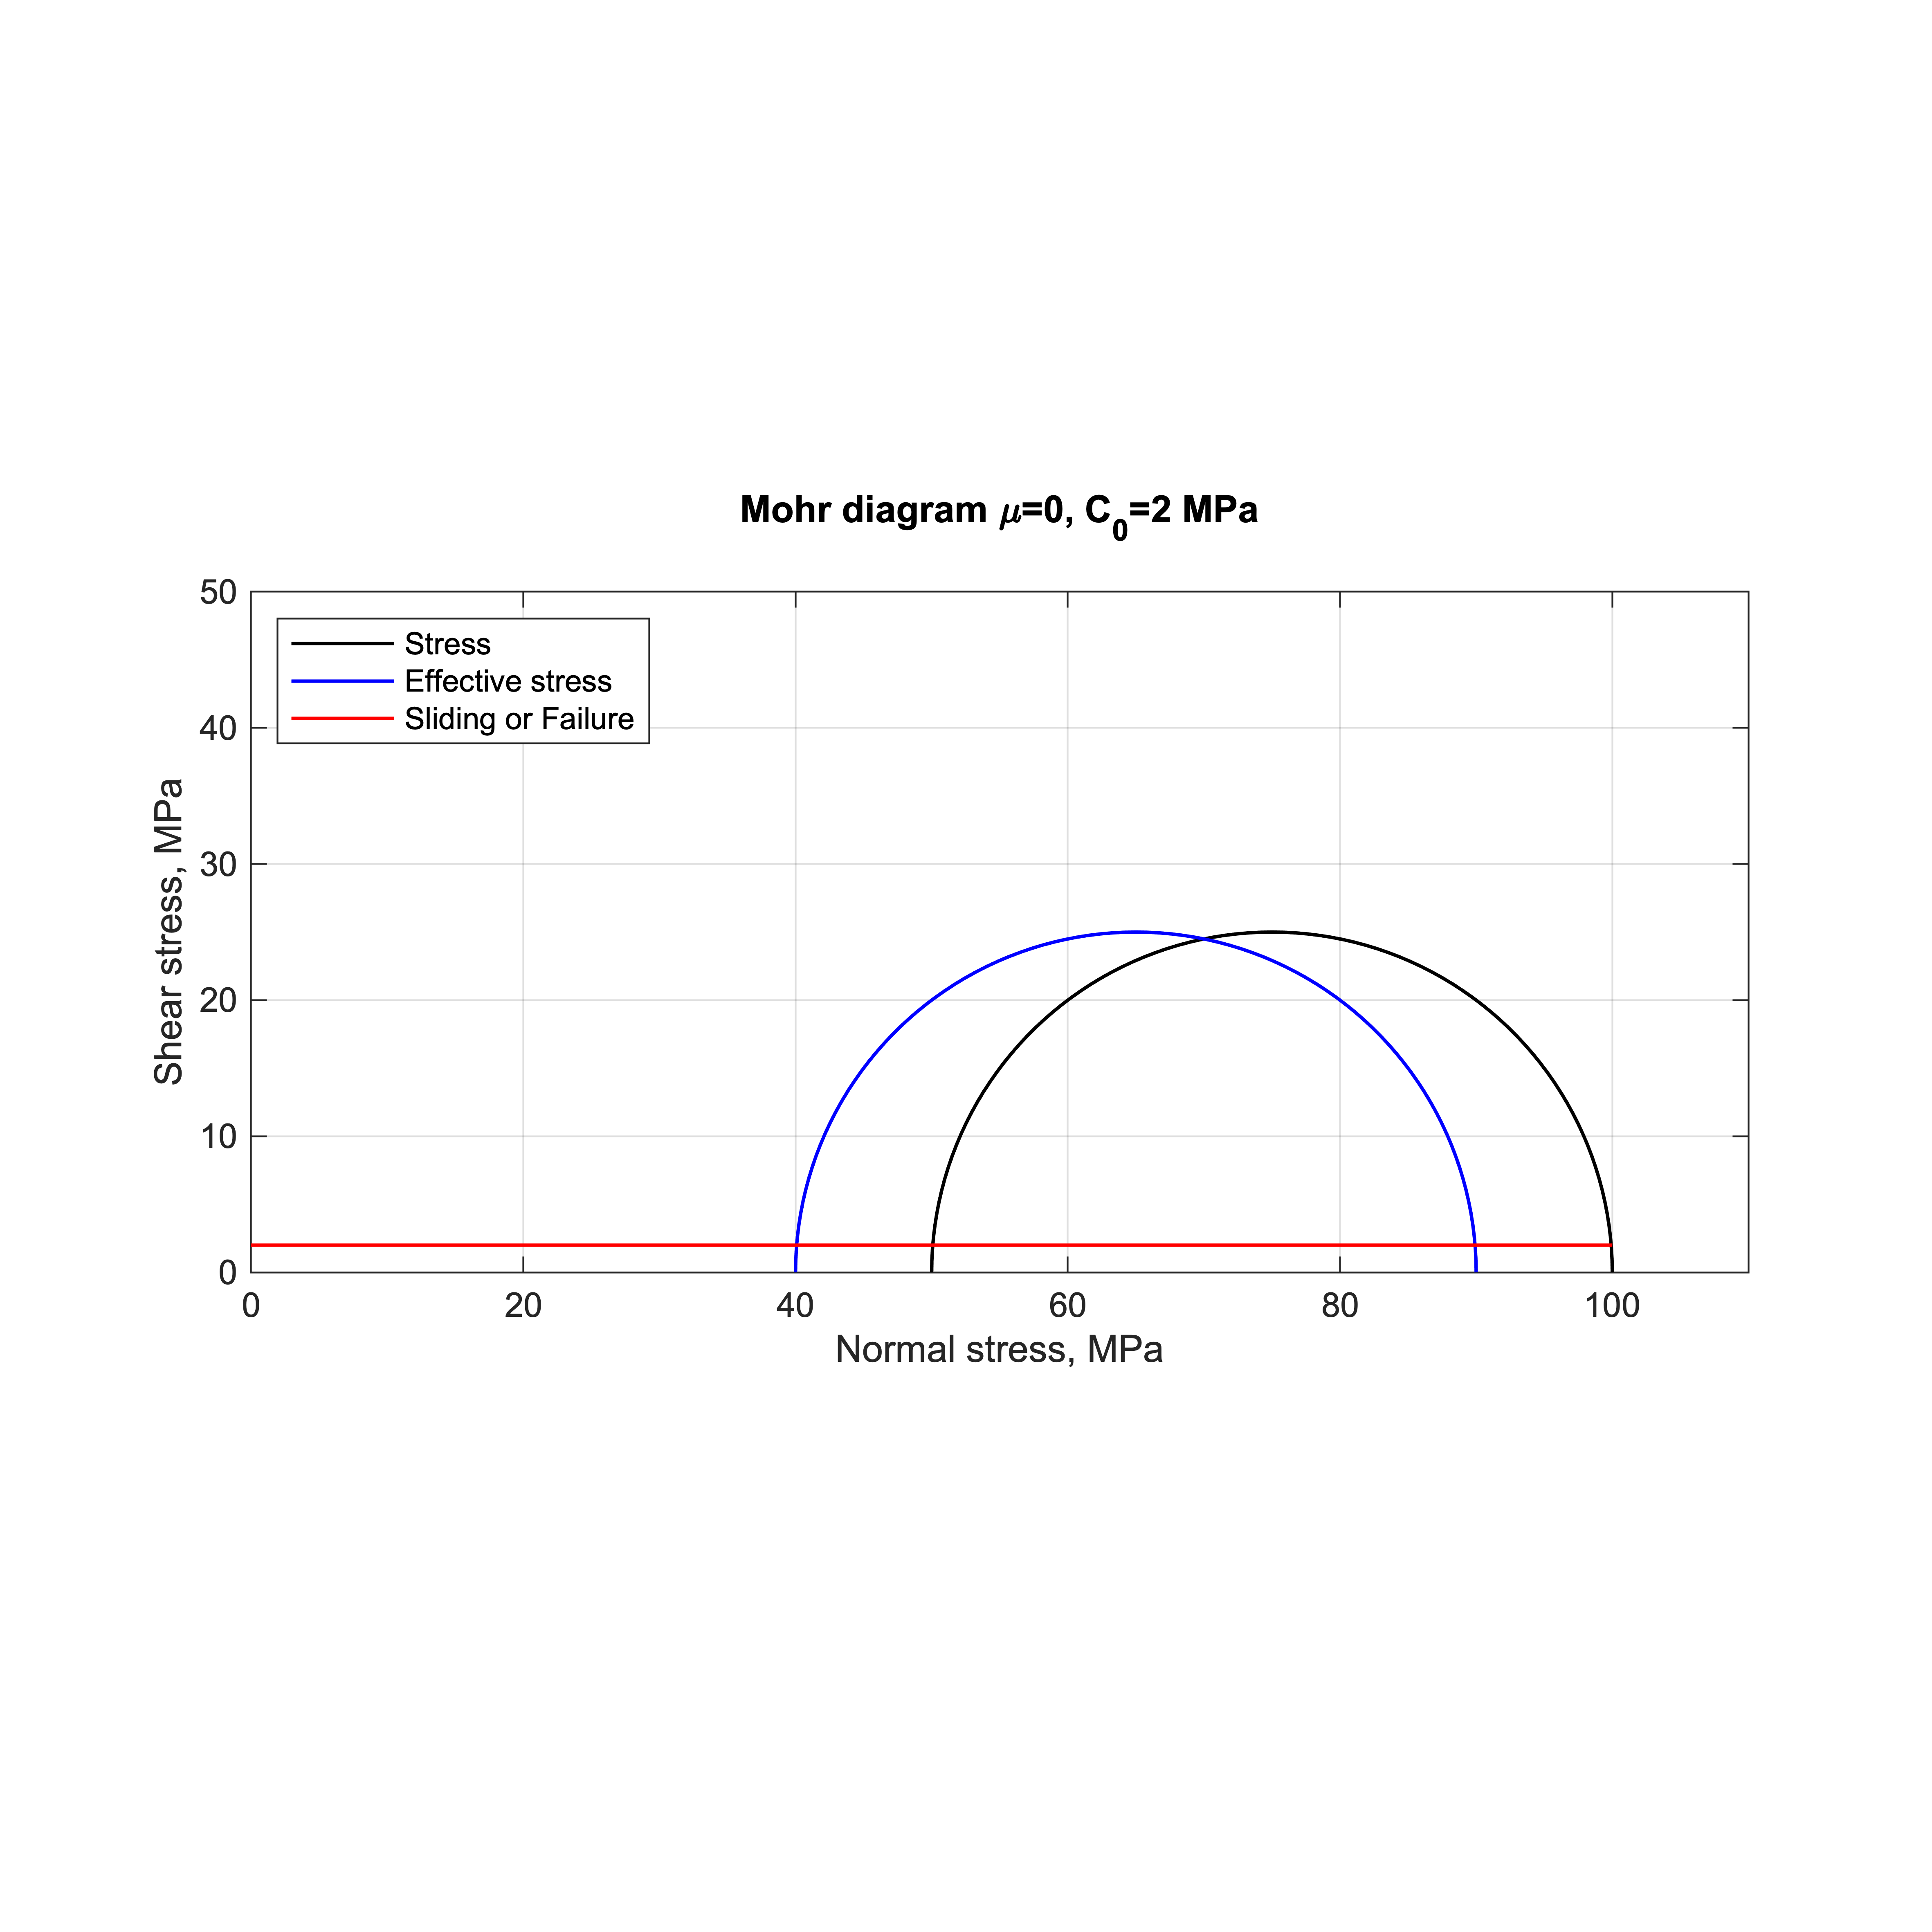 Mohr diagram μ=0, C0=2 MPa
50
40
30
20
10
0
Shear stress, MPa
Stress
Effective stress
Sliding or Failure
0 20 40 60 80 100
Normal stress, MPa